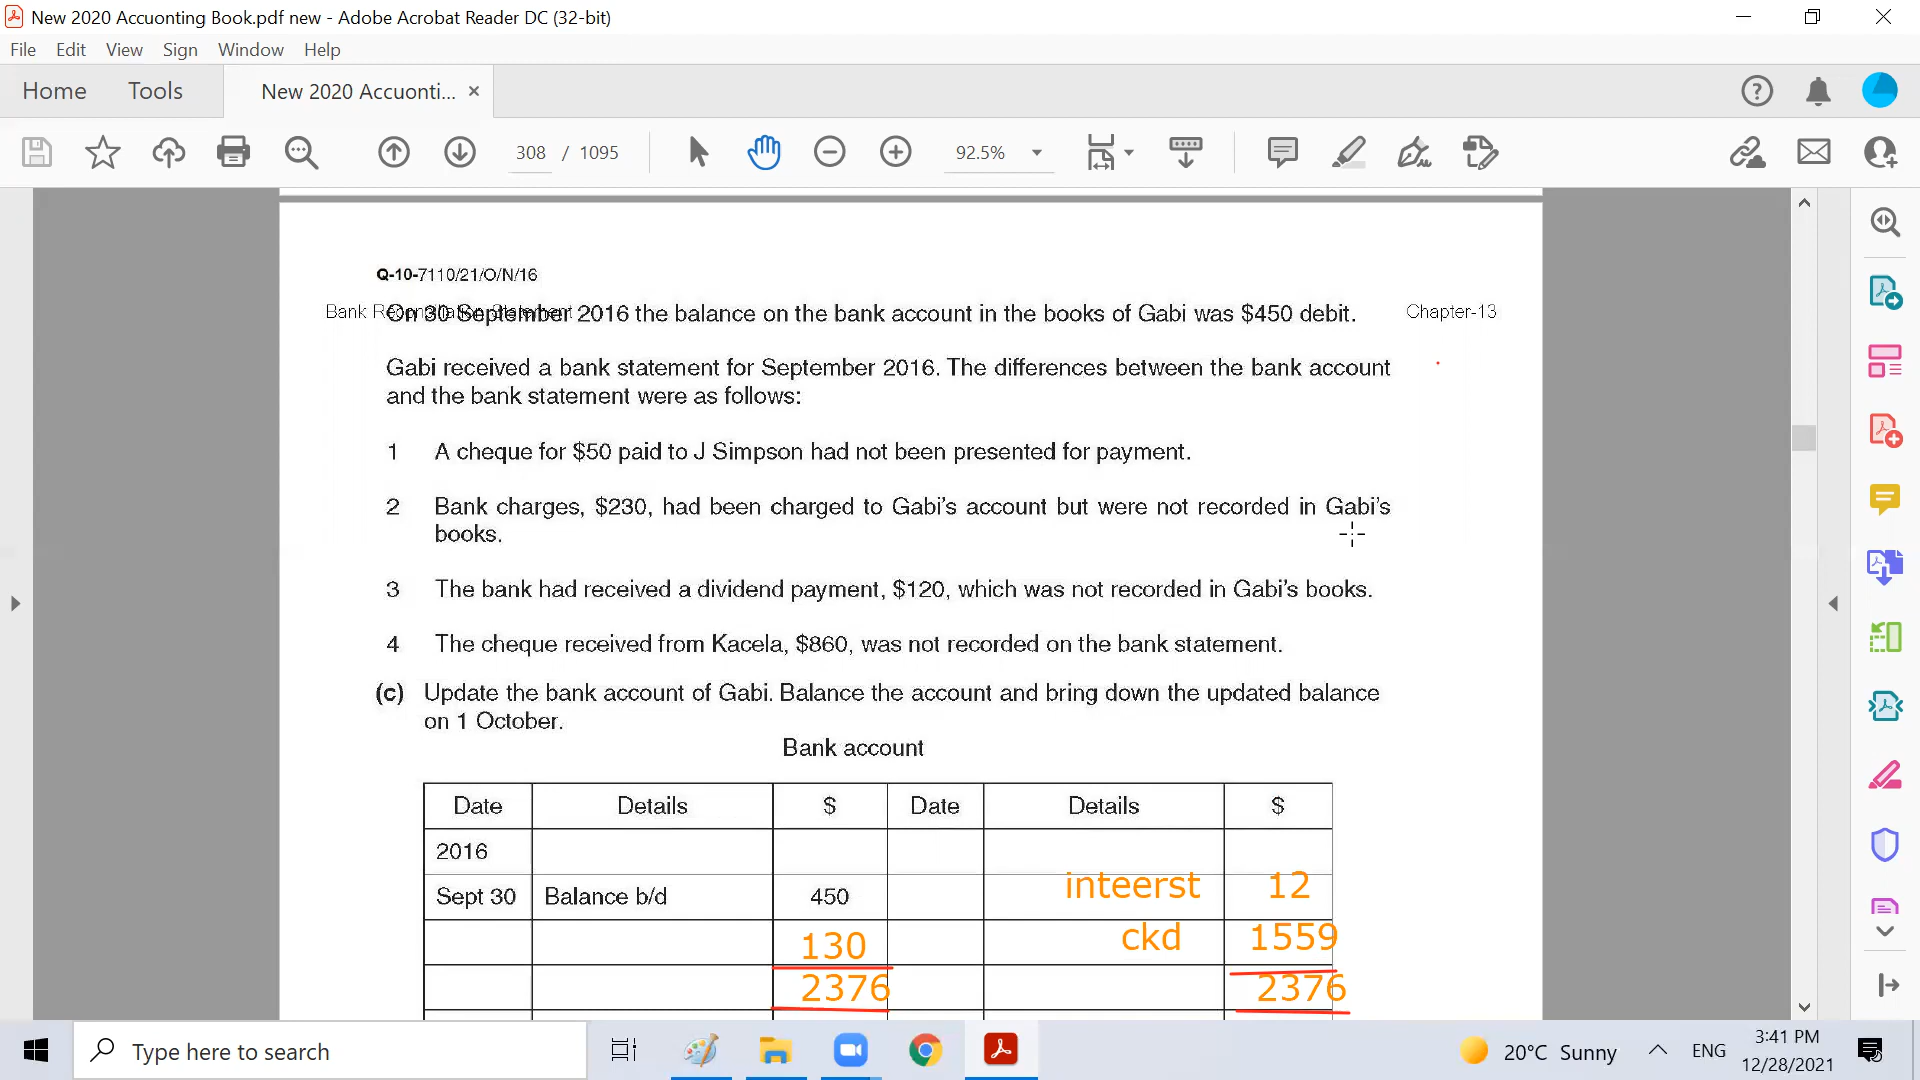 New 2020 Accuonting Book.pdf new - Adobe Acrobat Reader DC (32-bit)
File Edit View Sign Window Help
Home Tools New 2020 Accuonti... ×
308 / 1095 92.5%
Q-10-7110/21/O/N/16
Bank Reconciliation Statement Chapter-13
On 30 September 2016 the balance on the bank account in the books of Gabi was $450 debit.
Gabi received a bank statement for September 2016. The differences between the bank account
and the bank statement were as follows:
1 A cheque for $50 paid to J Simpson had not been presented for payment.
2 Bank charges, $230, had been charged to Gabi's account but were not recorded in Gabi's
books.
3 The bank had received a dividend payment, $120, which was not recorded in Gabi's books.
4 The cheque received from Kacela, $860, was not recorded on the bank statement.
(c) Update the bank account of Gabi. Balance the account and bring down the updated balance
on 1 October.
Bank account
Date Details $ Date Details $
2016
Sept 30 Balance b/d 450 inteerst 12
130 ckd 1559
2376 2376
Type here to search
20°C Sunny ENG 3:41 PM
12/28/2021